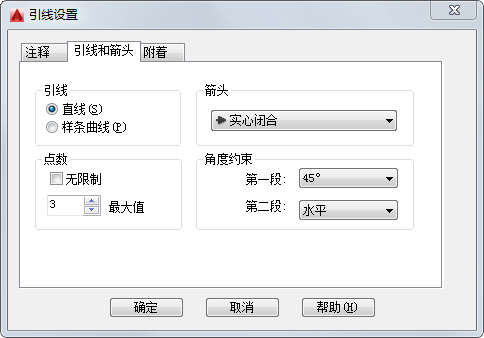 引线设置
注释 引线和箭头 附着
引线
直线(S)
样条曲线(P)
箭头
实心闭合
点数
无限制
3 最大值
角度约束
第一段: 45°
第二段: 水平
确定 取消 帮助(H)